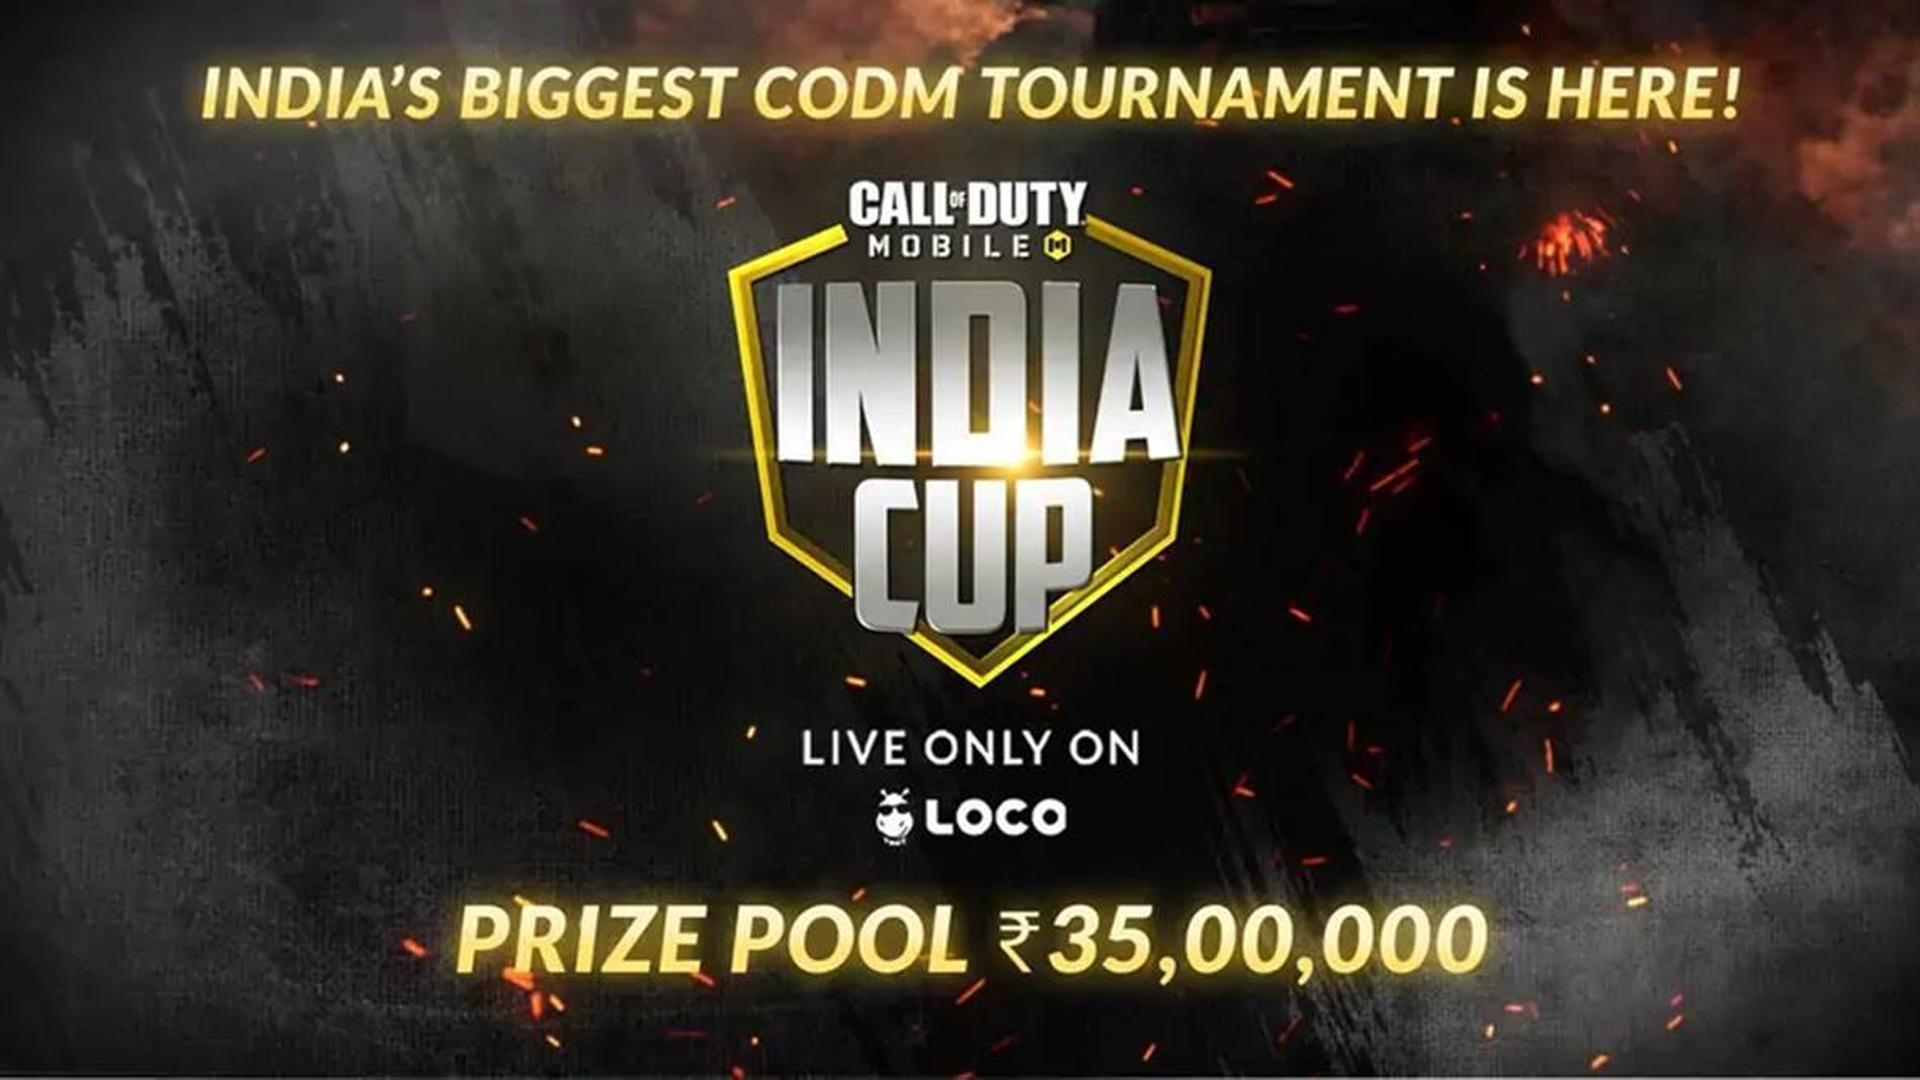 INDIA'S BIGGEST CODM TOURNAMENT IS HERE!
CALL OF DUTY
MOBILE
INDIA
CUP
LIVE ONLY ON
LOCO
PRIZE POOL ₹35,00,000